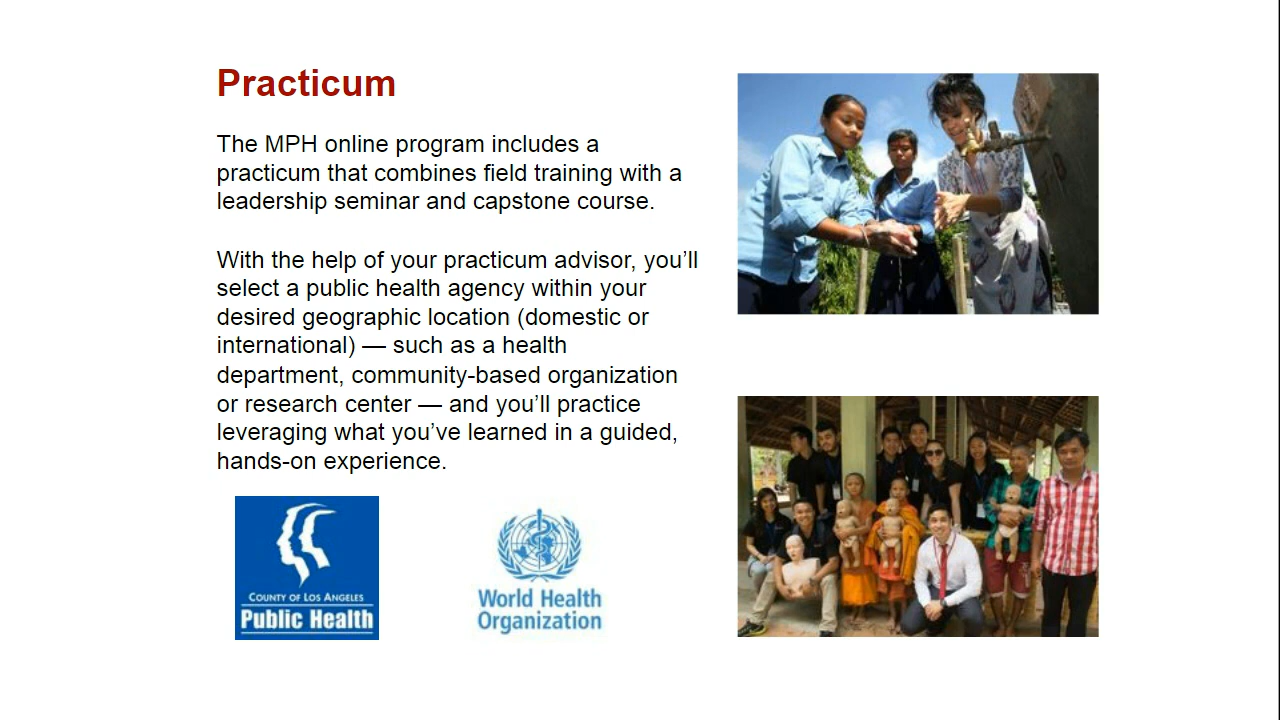 Practicum
The MPH online program includes a
practicum that combines field training with a
leadership seminar and capstone course.
With the help of your practicum advisor, you’ll
select a public health agency within your
desired geographic location (domestic or
international) — such as a health
department, community-based organization
or research center — and you’ll practice
leveraging what you’ve learned in a guided,
hands-on experience.
County of Los Angeles
Public Health
World Health
Organization